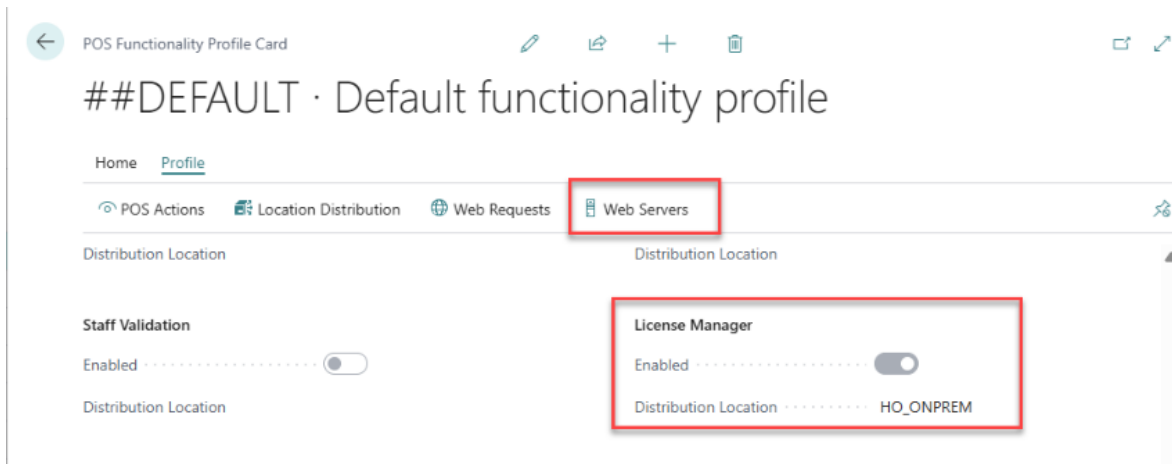 POS Functionality Profile Card
##DEFAULT · Default functionality profile
Home Profile
POS Actions Location Distribution Web Requests Web Servers
Distribution Location Distribution Location
Staff Validation License Manager
Enabled Enabled
Distribution Location Distribution Location HO_ONPREM